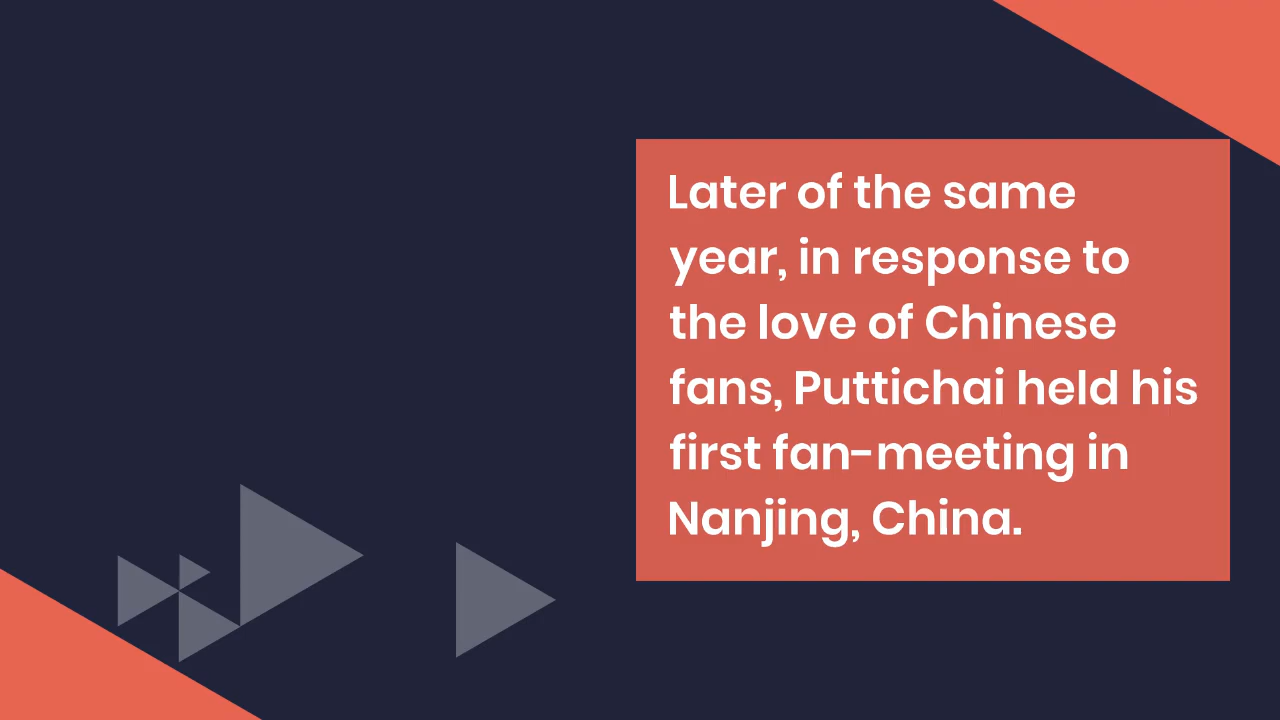 Later of the same
year, in response to
the love of Chinese
fans, Puttichai held his
first fan-meeting in
Nanjing, China.